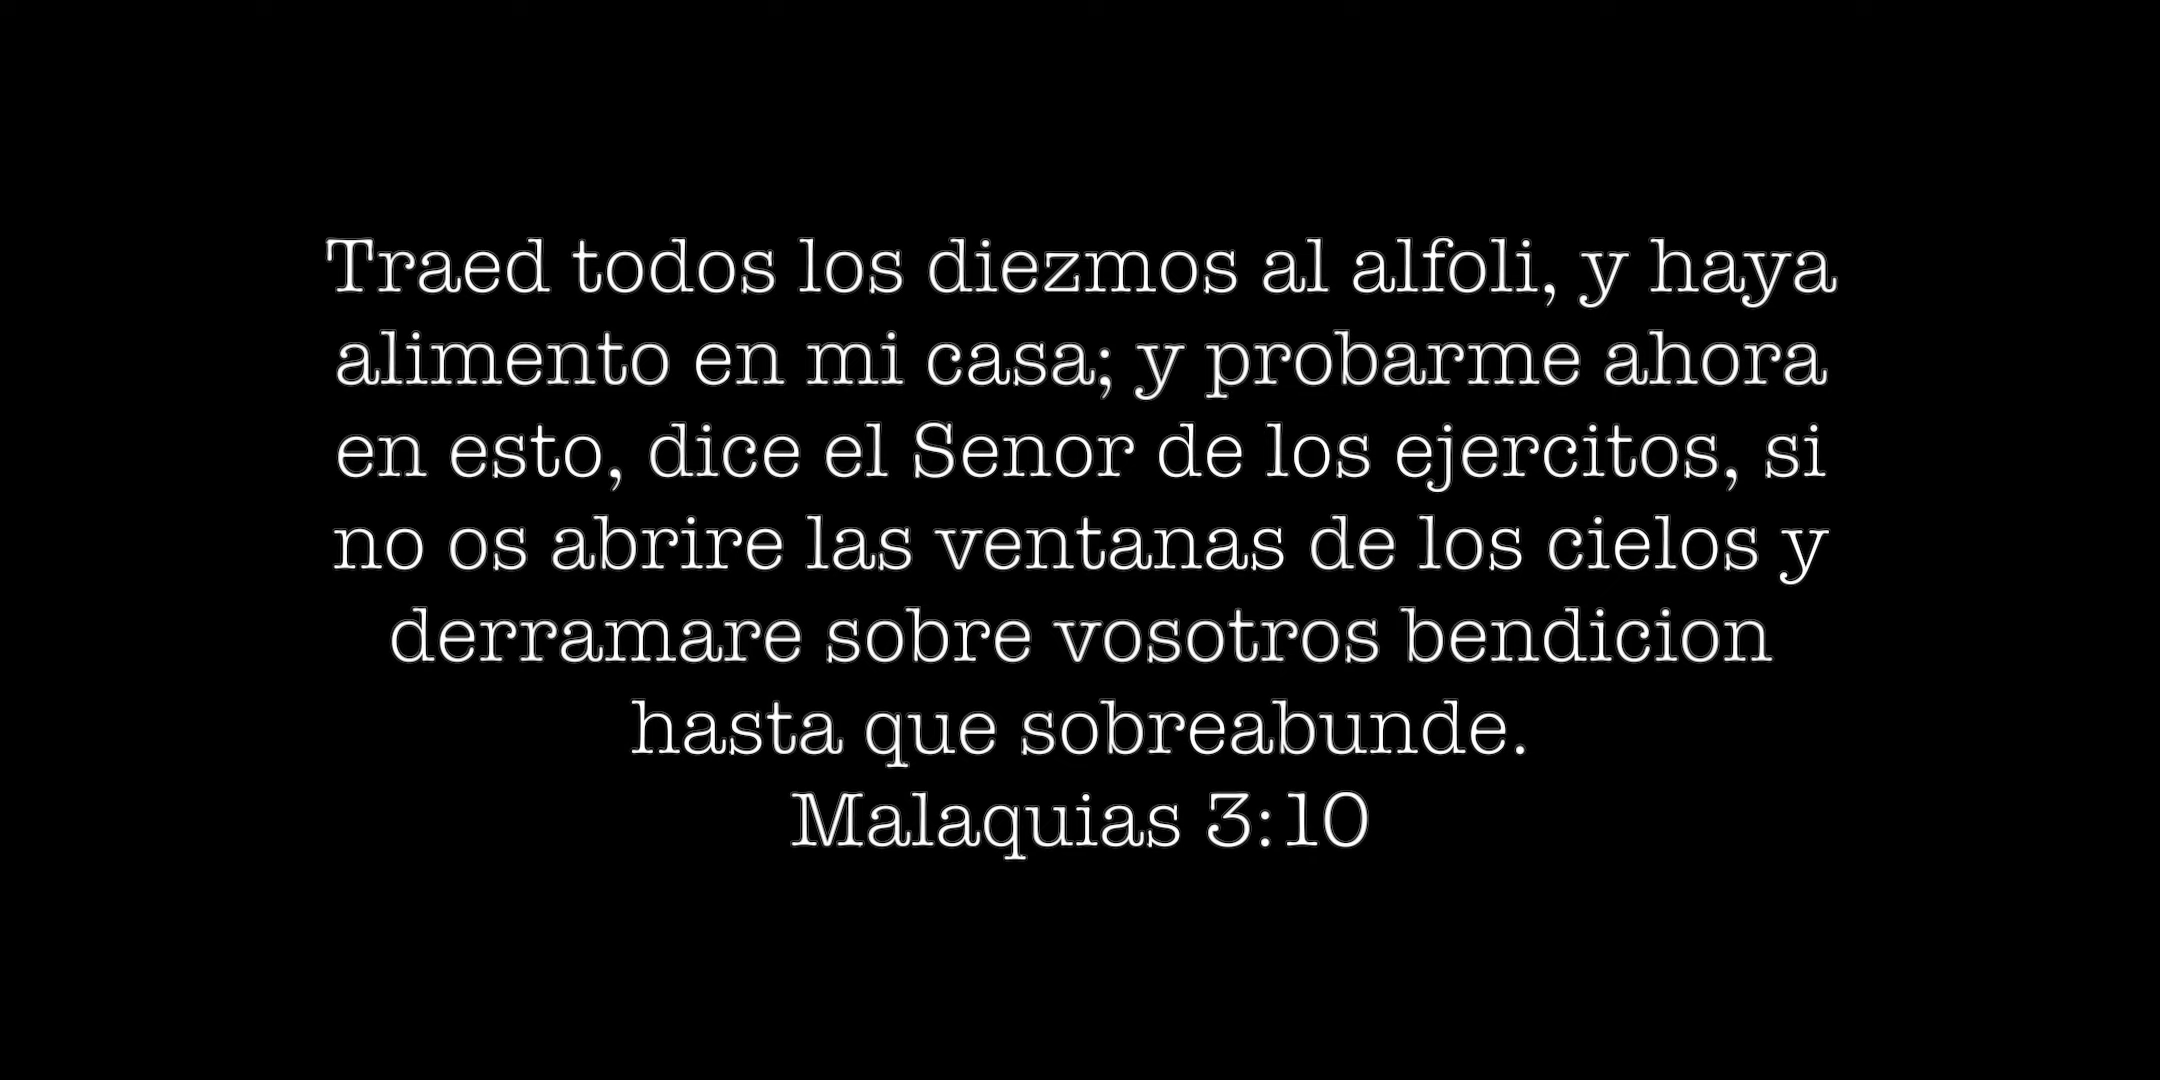 Traed todos los diezmos al alfoli, y haya
alimento en mi casa; y probarme ahora
en esto, dice el Senor de los ejercitos, si
no os abrire las ventanas de los cielos y
derramare sobre vosotros bendicion
hasta que sobreabunde.
Malaquias 3:10